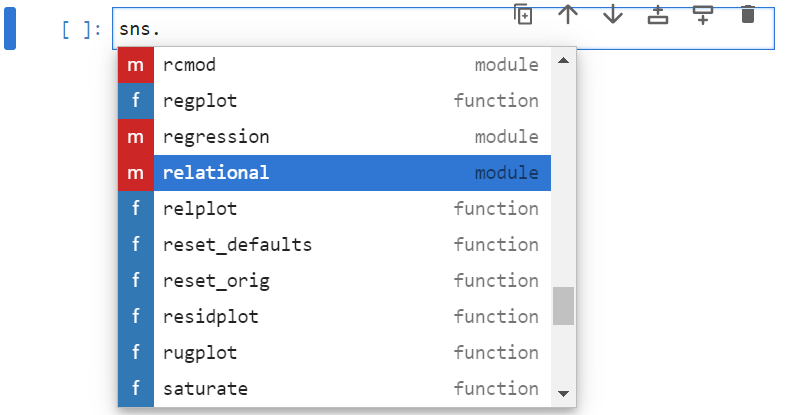 [ ]: sns.
m rcmod module
f regplot function
m regression module
m relational module
f relplot function
f reset_defaults function
f reset_orig function
f residplot function
f rugplot function
f saturate function